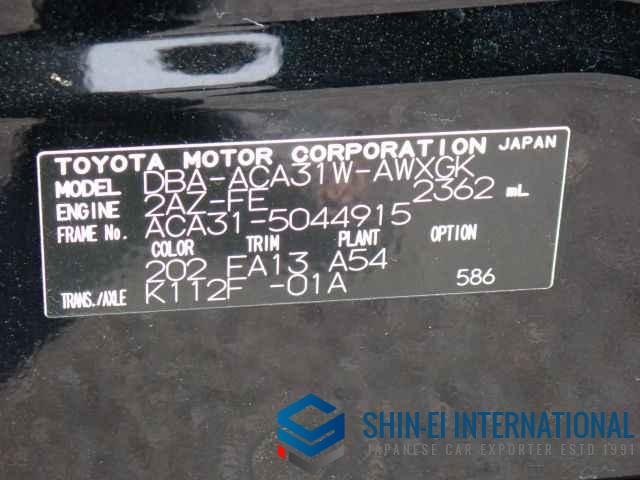 TOYOTA MOTOR CORPORATION JAPAN
MODEL DBA-ACA31W-AWXGK
ENGINE 2AZ-FE 2362 mL
FRAME No. ACA31-5044915
COLOR TRIM PLANT OPTION
202 FA13 A54
TRANS./AXLE K112F -01A 586
SHIN-EI INTERNATIONAL
JAPANESE CAR EXPORTER ESTD 1991